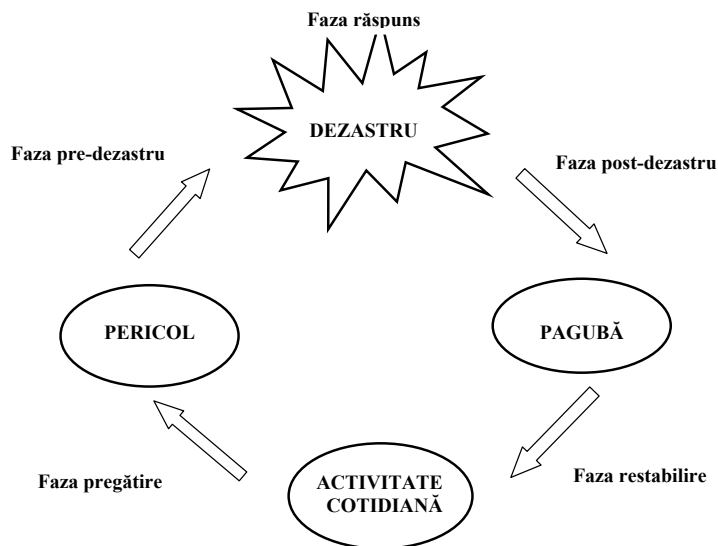 Faza răspuns
DEZASTRU
Faza pre-dezastru
Faza post-dezastru
PERICOL
PAGUBĂ
Faza pregătire
ACTIVITATE
COTIDIANĂ
Faza restabilire